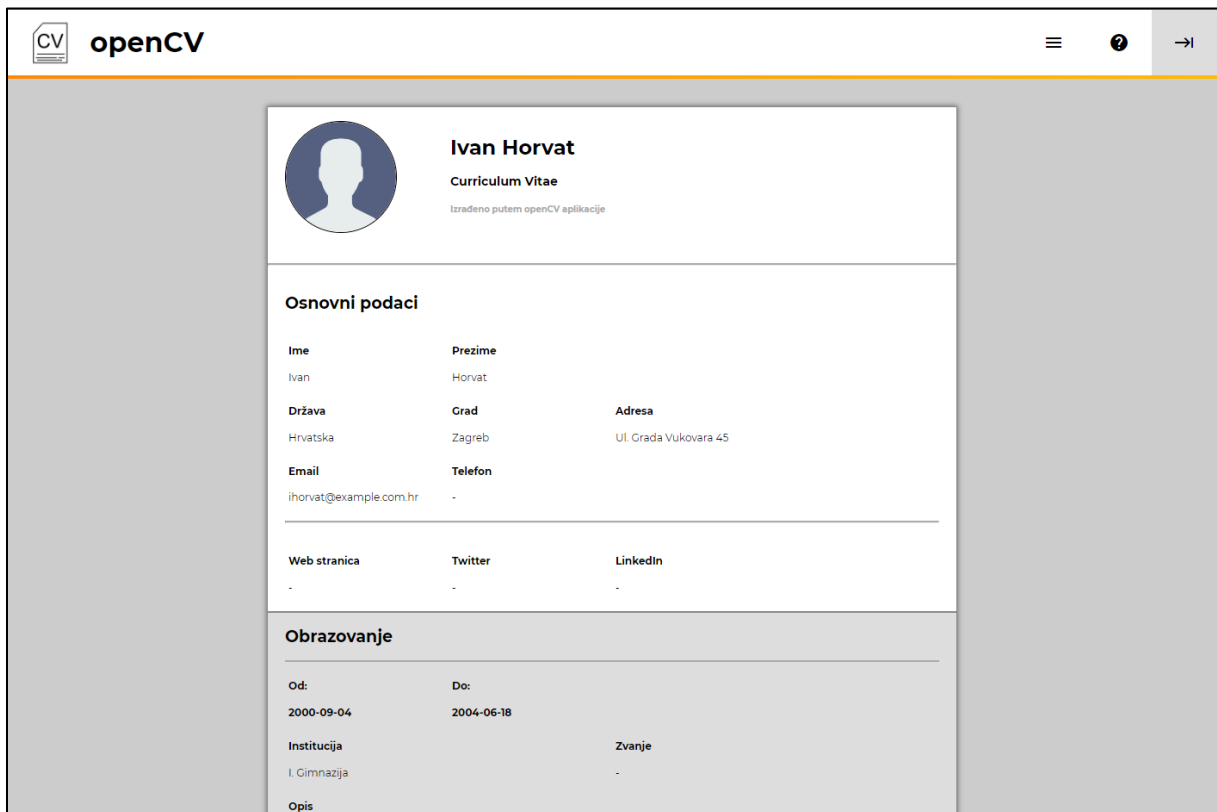 CV openCV
Ivan Horvat
Curriculum Vitae
Izrađeno putem openCV aplikacije
Osnovni podaci
Ime Prezime
Ivan Horvat
Država Grad Adresa
Hrvatska Zagreb Ul. Grada Vukovara 45
Email Telefon
ihorvat@example.com.hr -
Web stranica Twitter LinkedIn
- - -
Obrazovanje
Od: Do:
2000-09-04 2004-06-18
Institucija Zvanje
I. Gimnazija -
Opis